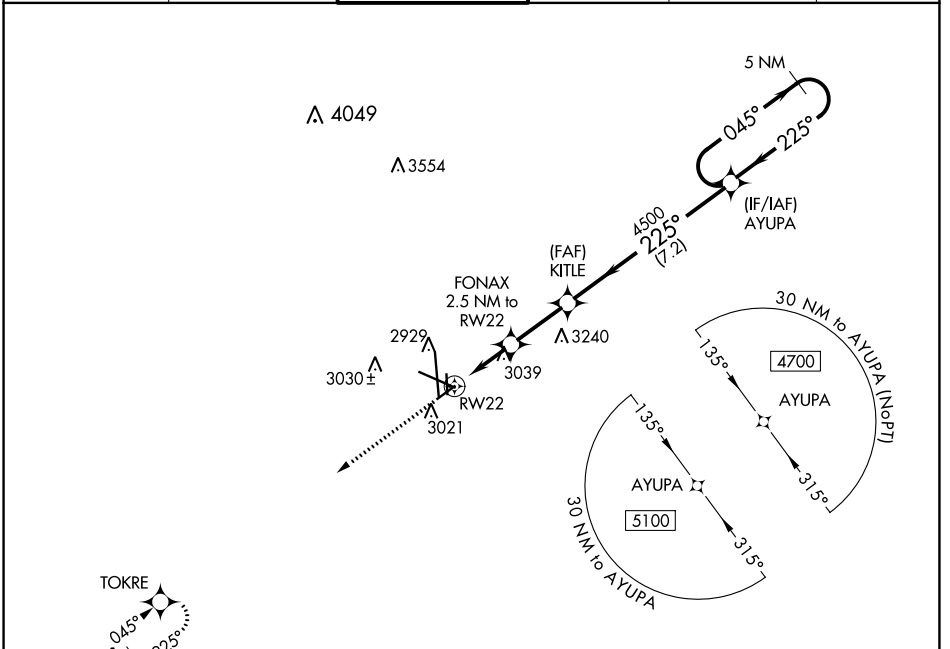 5 NM
4049
045°
225°
3554
(IF/IAF)
AYUPA
4500
225°
(7.2)
(FAF)
KITLE
FONAX
2.5 NM to
RW22
30 NM to AYUPA (NoPT)
2929
3240
135°
4700
3030±
3039
AYUPA
RW22
135°
3021
315°
AYUPA
5100
30 NM to AYUPA
315°
TOKRE
045°
225°